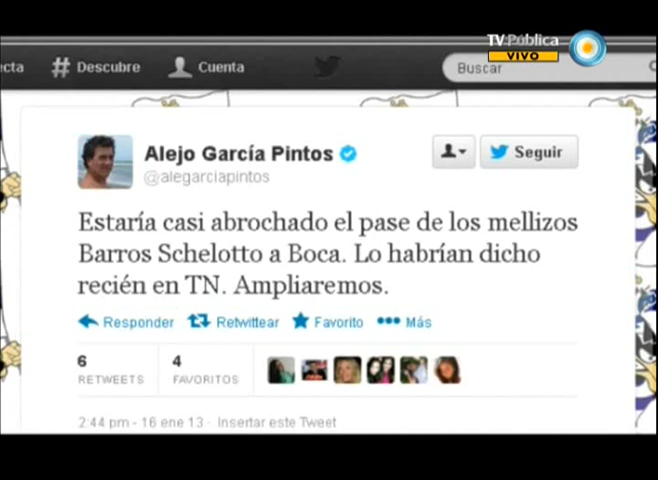 TV Pública
VIVO
ecta # Descubre Cuenta Buscar
Alejo García Pintos Seguir
@alegarciapintos
Estaría casi abrochado el pase de los mellizos
Barros Schelotto a Boca. Lo habrían dicho
recién en TN. Ampliaremos.
Responder Retwittear Favorito Más
6 4
RETWEETS FAVORITOS
2:44 pm - 16 ene 13 · Insertar este Tweet